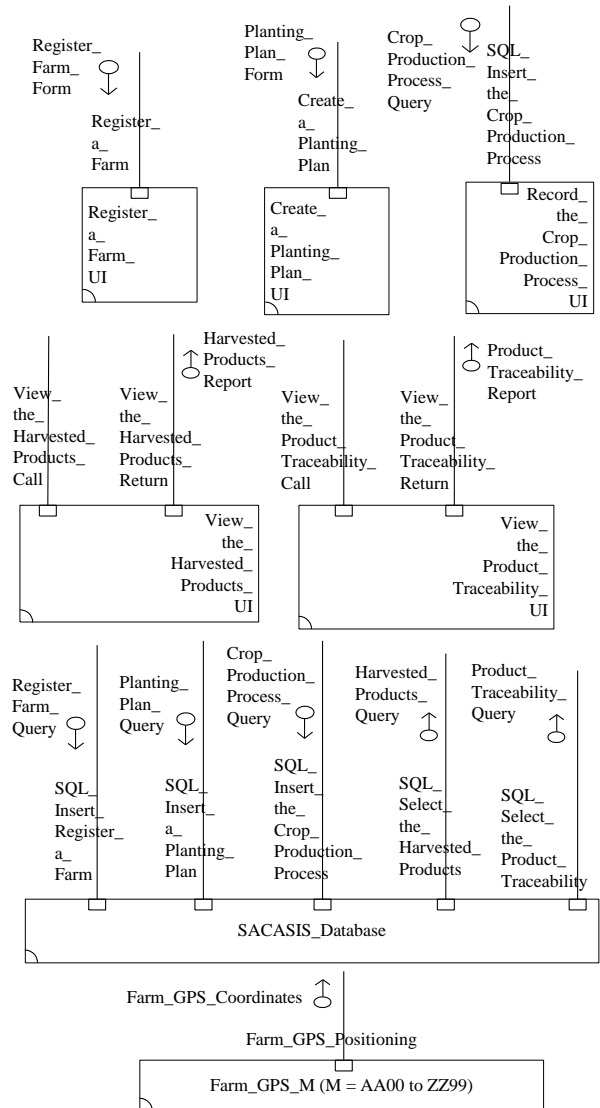 Register_
Farm_
Form
Register_
a_
Farm
Register_
a_
Farm_
UI
Planting_
Plan_
Form
Create_
a_
Planting_
Plan
Create_
a_
Planting_
Plan_
UI
Crop_
Production_
Process_
Query
SQL_
Insert_
the_
Crop_
Production_
Process
Record_
the_
Crop_
Production_
Process_
UI
View_
the_
Harvested_
Products_
Call
View_
the_
Harvested_
Products_
Return
Harvested_
Products_
Report
View_
the_
Harvested_
Products_
UI
View_
the_
Product_
Traceability_
Call
View_
the_
Product_
Traceability_
Return
Product_
Traceability_
Report
View_
the_
Product_
Traceability_
UI
Register_
Farm_
Query
SQL_
Insert_
Register_
a_
Farm
Planting_
Plan_
Query
SQL_
Insert_
a_
Planting_
Plan
Crop_
Production_
Process_
Query
SQL_
Insert_
the_
Crop_
Production_
Process
Harvested_
Products_
Query
SQL_
Select_
the_
Harvested_
Products
Product_
Traceability_
Query
SQL_
Select_
the_
Product_
Traceability
SACASIS_Database
Farm_GPS_Coordinates
Farm_GPS_Positioning
Farm_GPS_M (M = AA00 to ZZ99)